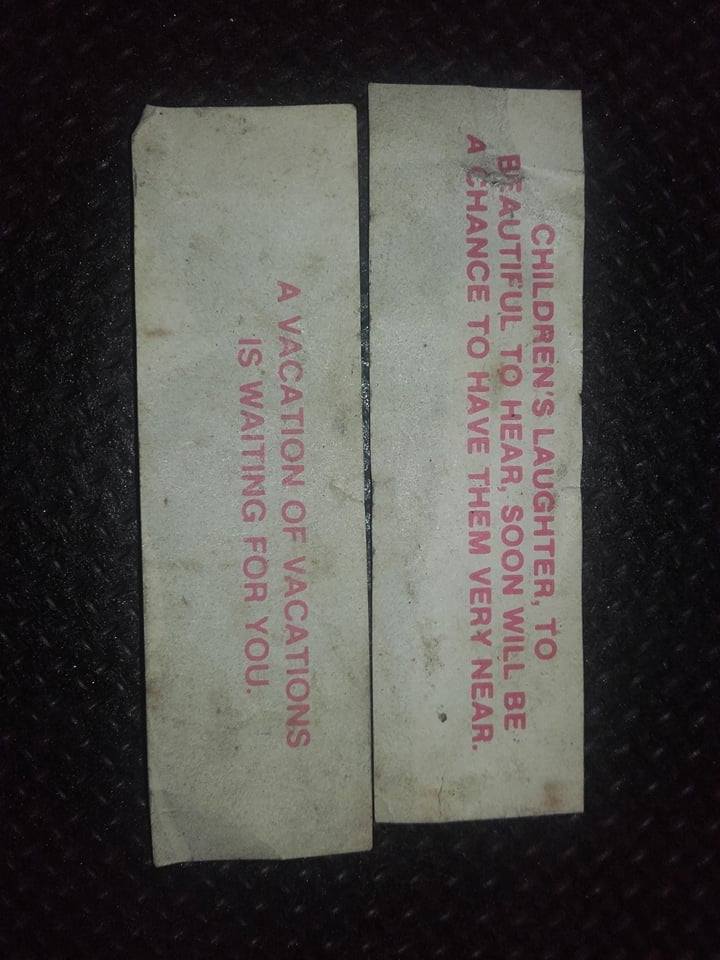 CHILDREN'S LAUGHTER, TO
BEAUTIFUL TO HEAR, SOON WILL BE
A CHANCE TO HAVE THEM VERY NEAR.
A VACATION OF VACATIONS
IS WAITING FOR YOU.